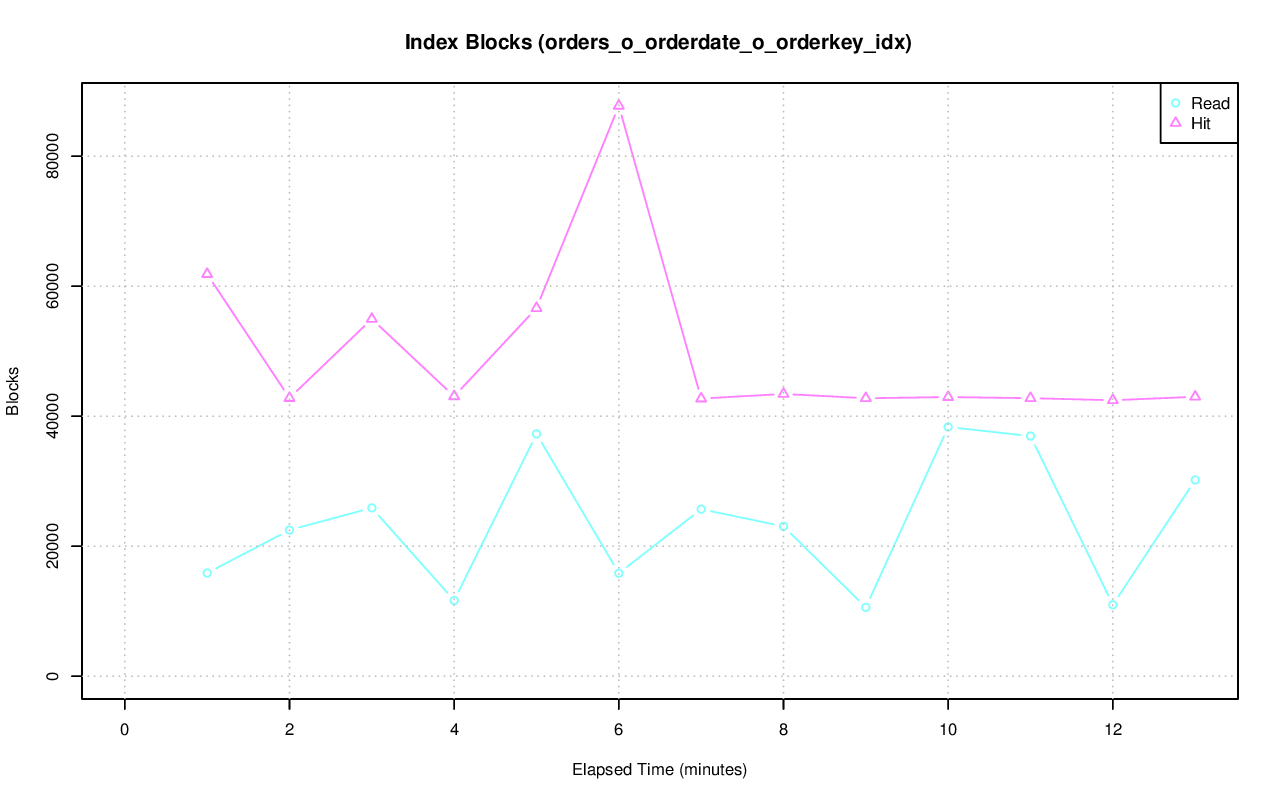 Index Blocks (orders_o_orderdate_o_orderkey_idx)
Read
Hit
Blocks
80000
60000
40000
20000
0
0 2 4 6 8 10 12
Elapsed Time (minutes)